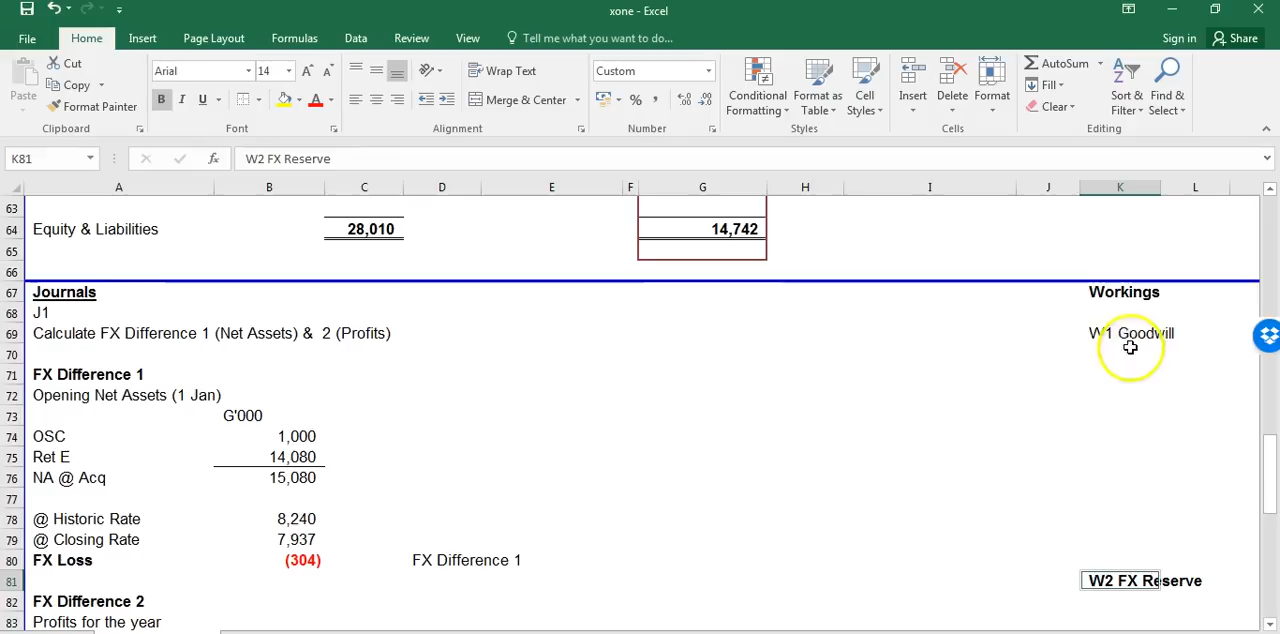 xone - Excel
File Home Insert Page Layout Formulas Data Review View Tell me what you want to do... Sign in Share
Paste Cut Copy Format Painter Clipboard
Arial 14 A A B I U A Font
Wrap Text Merge & Center Alignment
Custom % , Number
Conditional Formatting Format as Table Cell Styles Styles
Insert Delete Format Cells
AutoSum Fill Clear Sort & Filter Find & Select Editing
K81 fx W2 FX Reserve
A B C D E F G H I J K L
63
64 Equity & Liabilities 28,010 14,742
65
66
67 Journals Workings
68 J1
69 Calculate FX Difference 1 (Net Assets) & 2 (Profits) W1 Goodwill
70
71 FX Difference 1
72 Opening Net Assets (1 Jan)
73 G'000
74 OSC 1,000
75 Ret E 14,080
76 NA @ Acq 15,080
77
78 @ Historic Rate 8,240
79 @ Closing Rate 7,937
80 FX Loss (304) FX Difference 1
81 W2 FX Reserve
82 FX Difference 2
83 Profits for the year